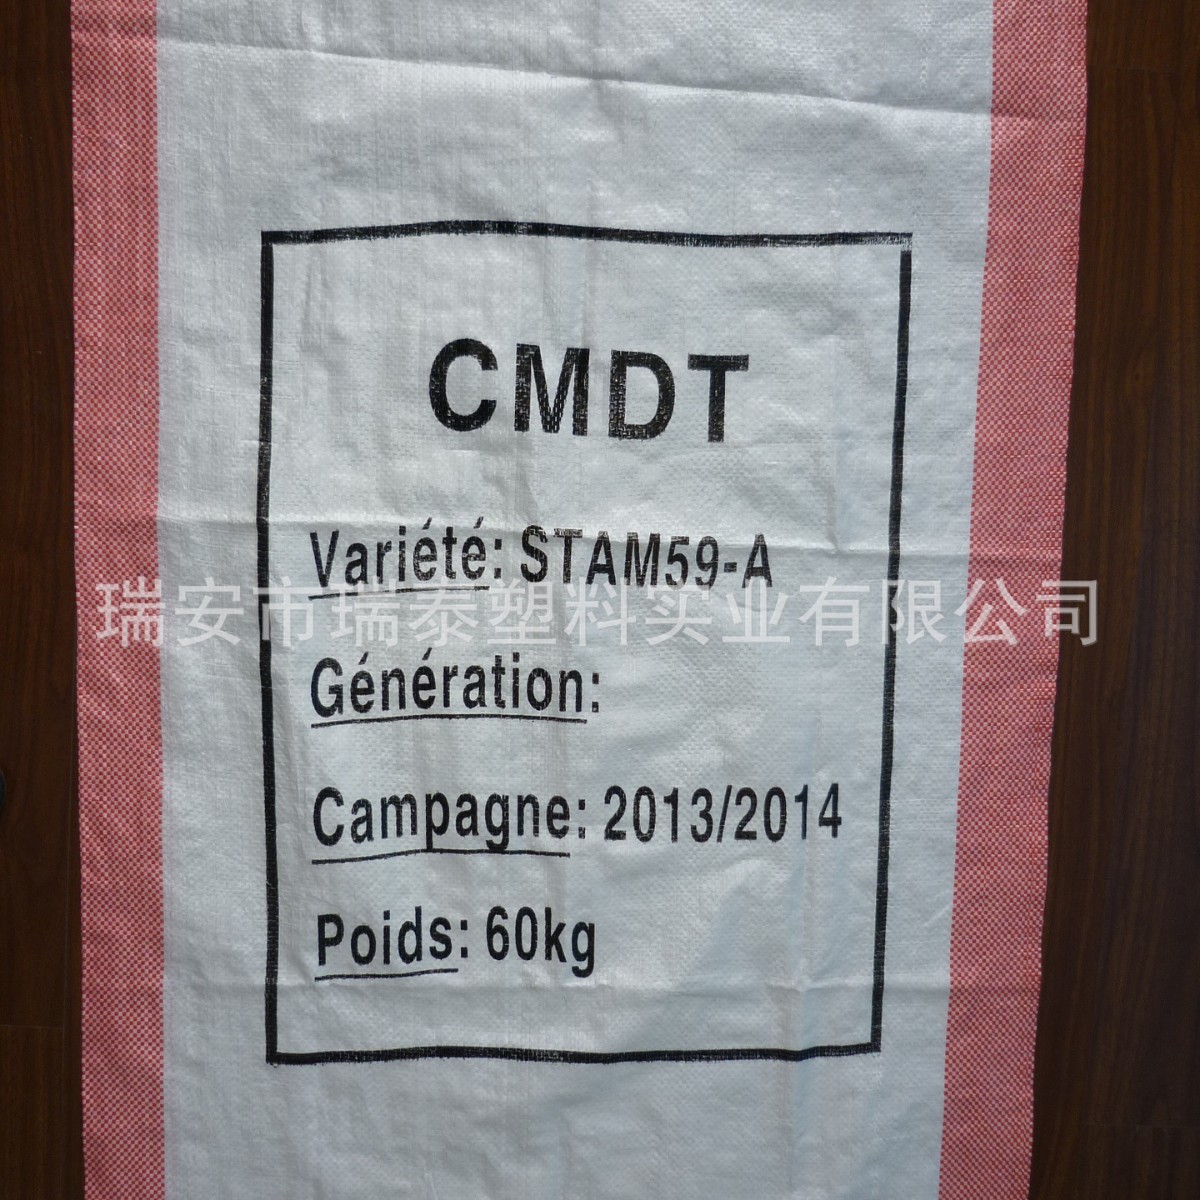 CMDT
Variété: STAM59-A
瑞安市瑞泰塑料实业有限公司
Génération:
Campagne: 2013/2014
Poids: 60kg